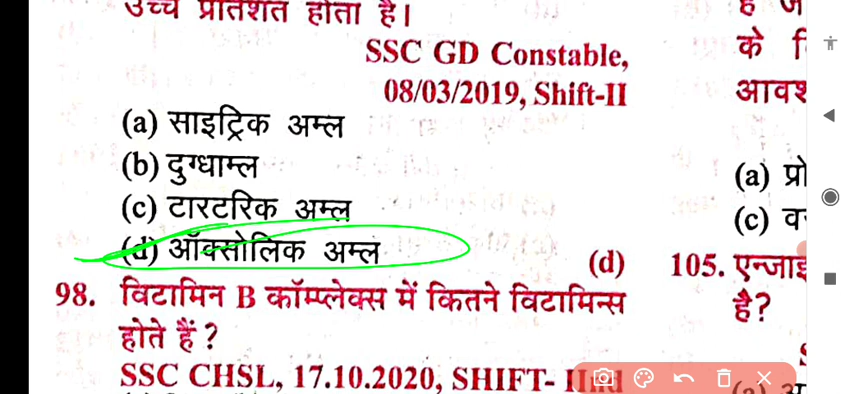 उच्च प्रतिशत होता है।
SSC GD Constable,
08/03/2019, Shift-II
(a) साइट्रिक अम्ल
(b) दुग्धाम्ल
(c) टारटरिक अम्ल
(d) ऑक्सोलिक अम्ल
(d)
98. विटामिन B कॉम्प्लेक्स में कितने विटामिन्स
होते हैं ?
SSC CHSL, 17.10.2020, SHIFT- IInd
के
(a)
(c)
105.
है?